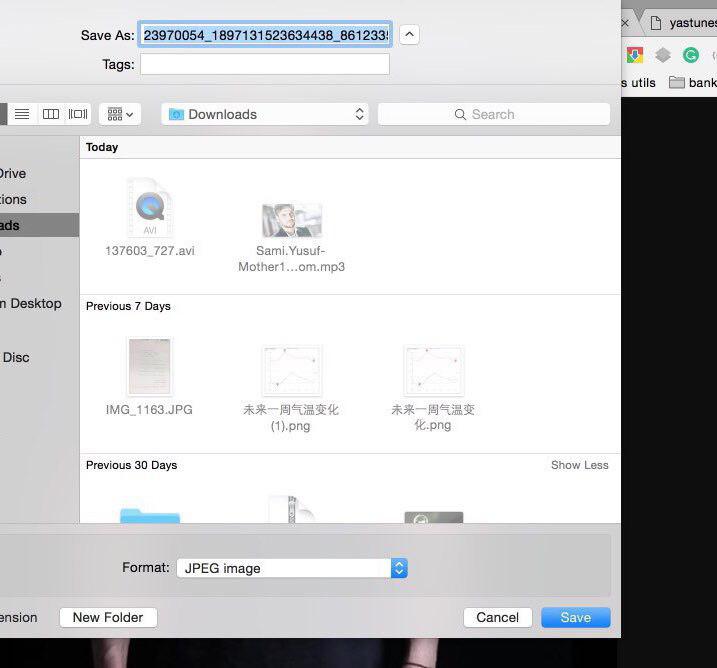 yastunes
s utils
bank
Save As: 23970054_1897131523634438_8612335
Tags:
Downloads
Search
Today
Drive
tions
ads
n Desktop
Disc
AVI
137603_727.avi
Sami.Yusuf-
Mother1...om.mp3
Previous 7 Days
IMG_1163.JPG
未来一周气温变化
(1).png
未来一周气温变
化.png
Previous 30 Days
Show Less
Format: JPEG image
ension
New Folder
Cancel
Save